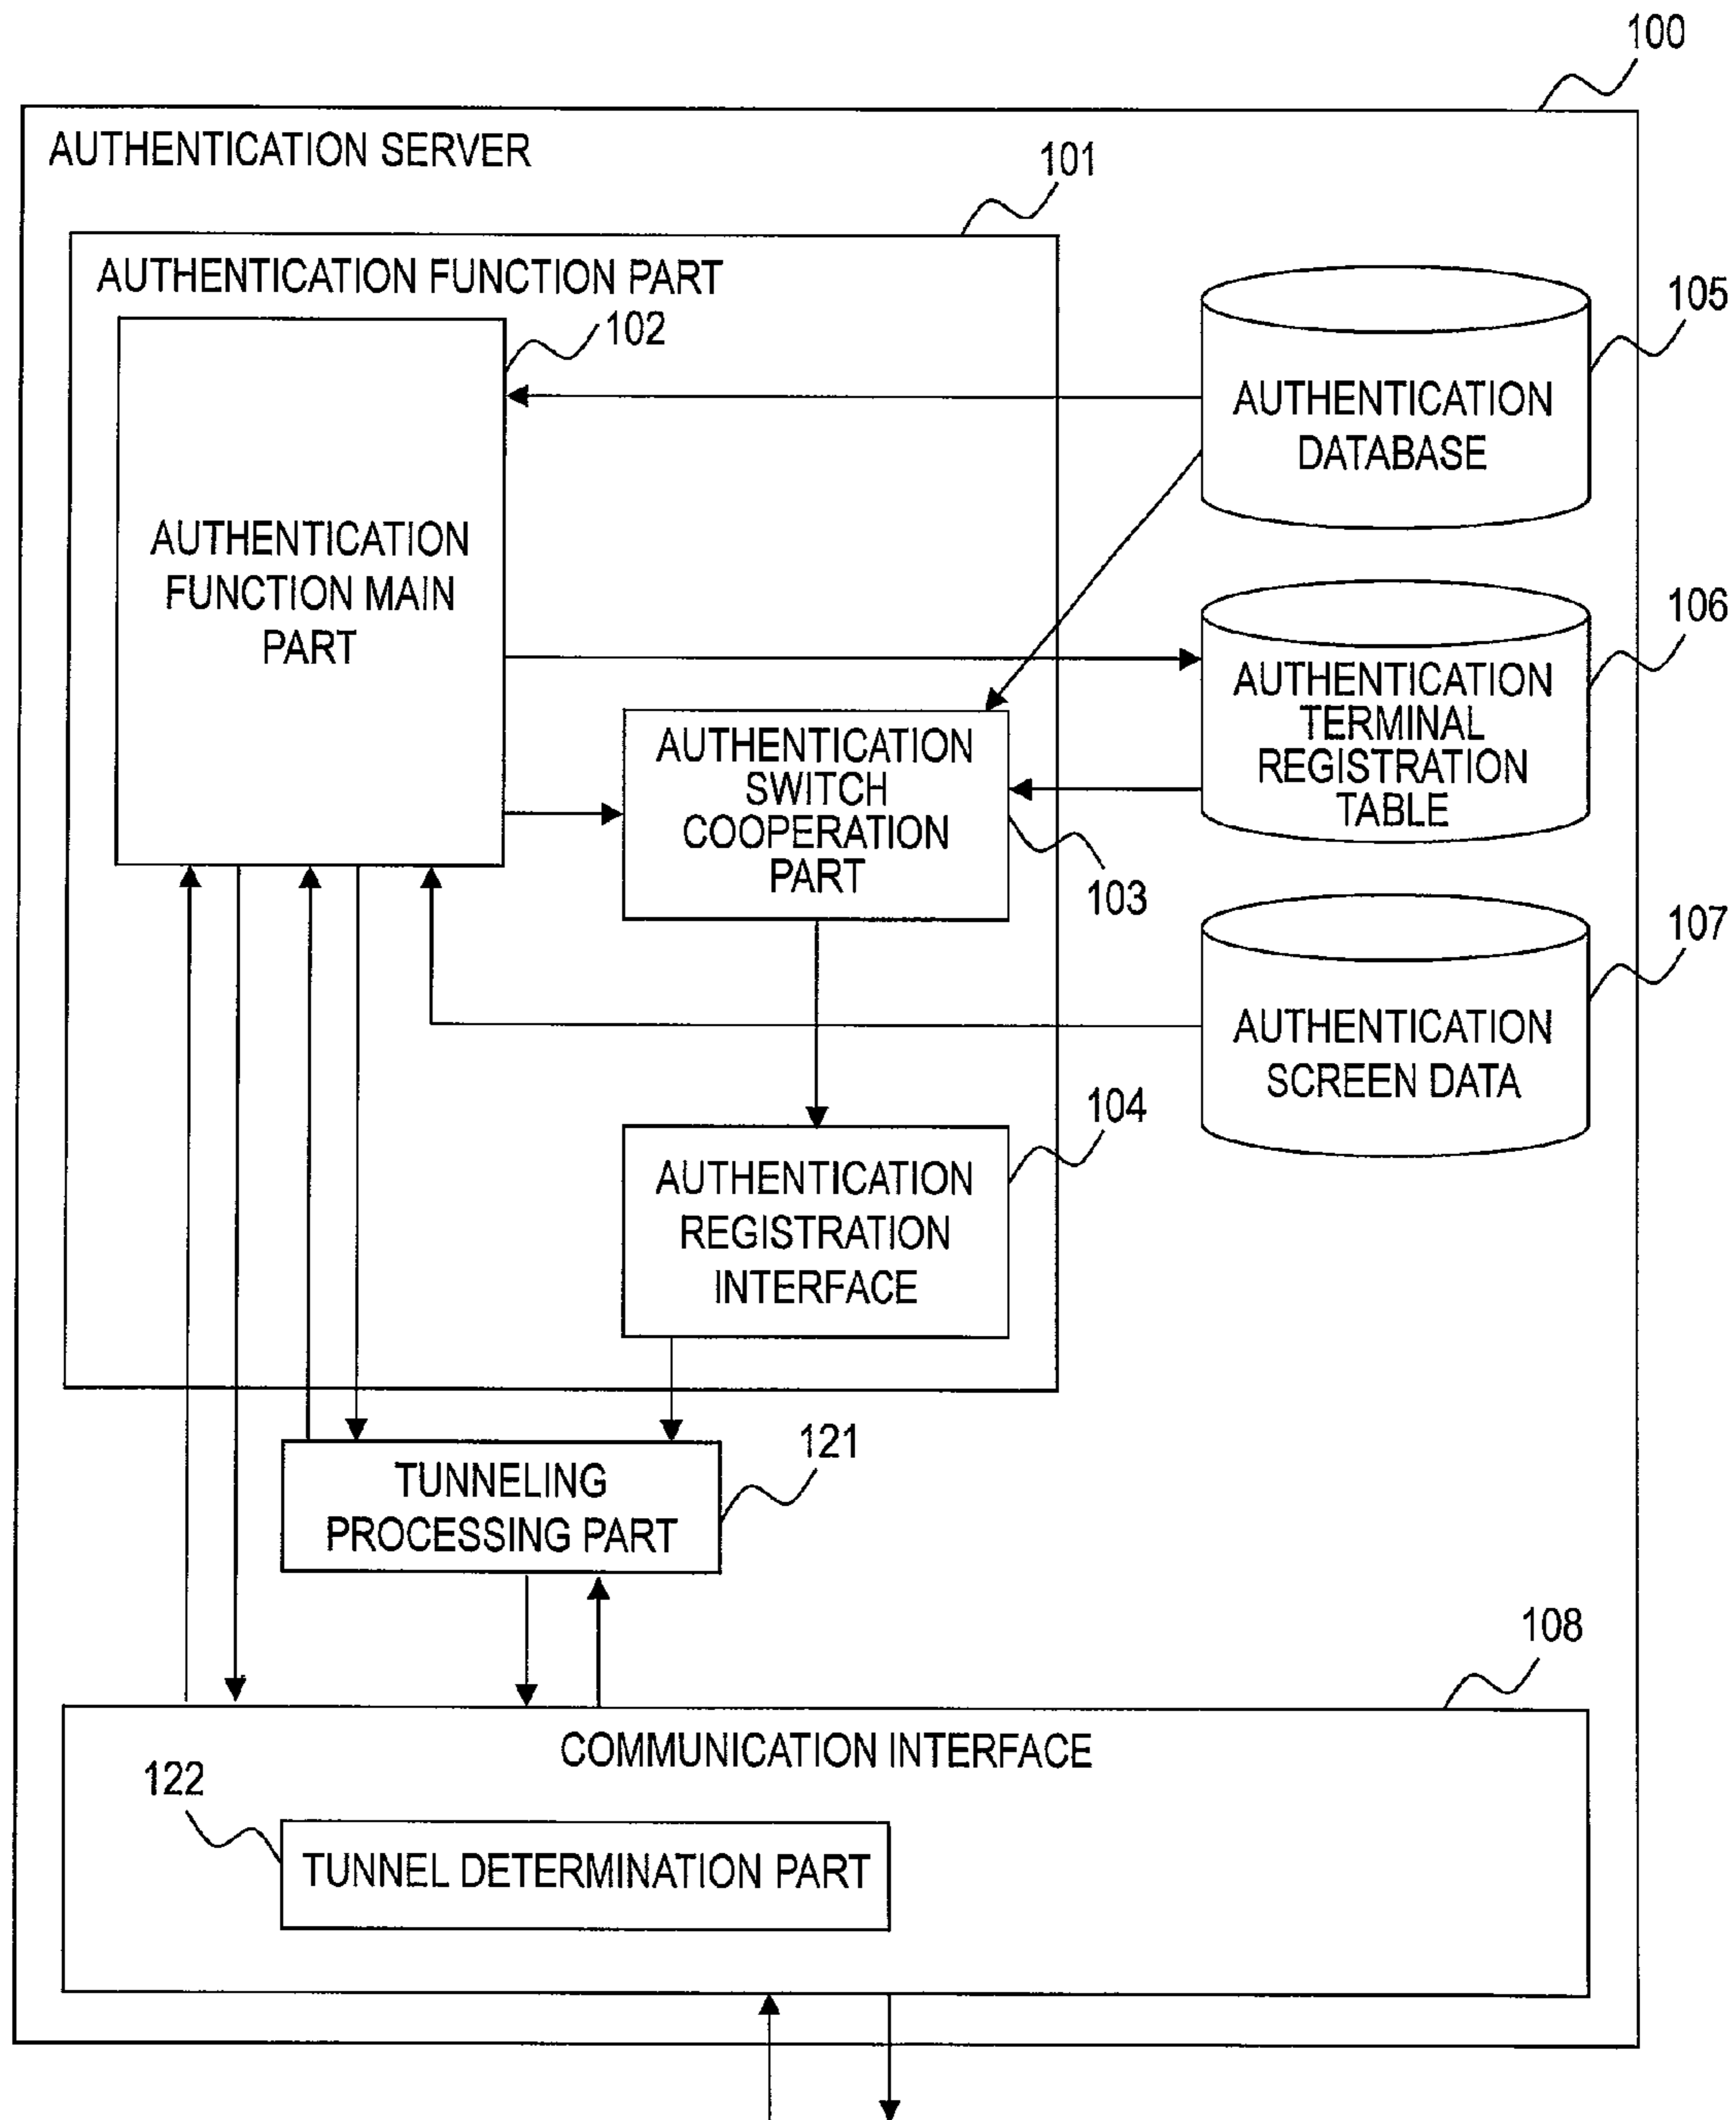 100
AUTHENTICATION SERVER
101
AUTHENTICATION FUNCTION PART
102
AUTHENTICATION
FUNCTION MAIN
PART
105
AUTHENTICATION
DATABASE
106
AUTHENTICATION
TERMINAL
REGISTRATION
TABLE
AUTHENTICATION
SWITCH
COOPERATION
PART
103
107
AUTHENTICATION
SCREEN DATA
104
AUTHENTICATION
REGISTRATION
INTERFACE
121
TUNNELING
PROCESSING PART
108
COMMUNICATION INTERFACE
122
TUNNEL DETERMINATION PART